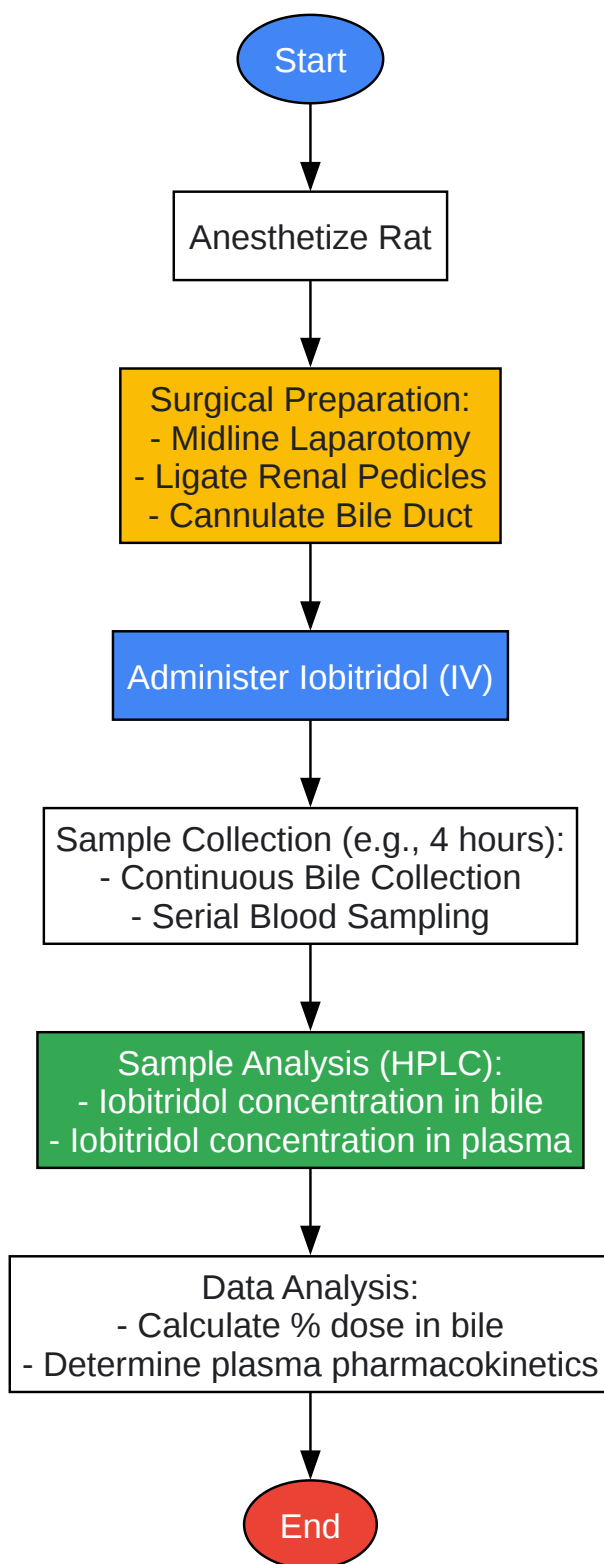 Start
Anesthetize Rat
Surgical Preparation:
- Midline Laparotomy
- Ligate Renal Pedicles
- Cannulate Bile Duct
Administer Iobitridol (IV)
Sample Collection (e.g., 4 hours):
- Continuous Bile Collection
- Serial Blood Sampling
Sample Analysis (HPLC):
- Iobitridol concentration in bile
- Iobitridol concentration in plasma
Data Analysis:
- Calculate % dose in bile
- Determine plasma pharmacokinetics
End